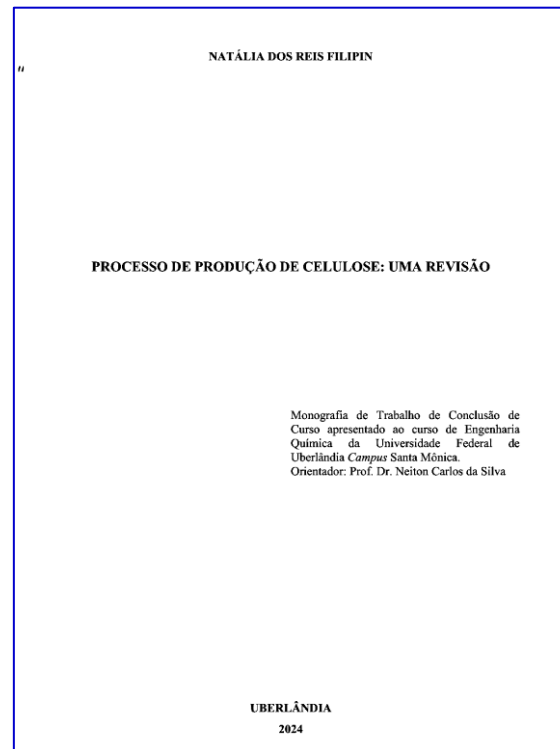 NATÁLIA DOS REIS FILIPIN
"
PROCESSO DE PRODUÇÃO DE CELULOSE: UMA REVISÃO
Monografia de Trabalho de Conclusão de
Curso apresentado ao curso de Engenharia
Química da Universidade Federal de
Uberlândia Campus Santa Mônica.
Orientador: Prof. Dr. Neiton Carlos da Silva
UBERLÂNDIA
2024